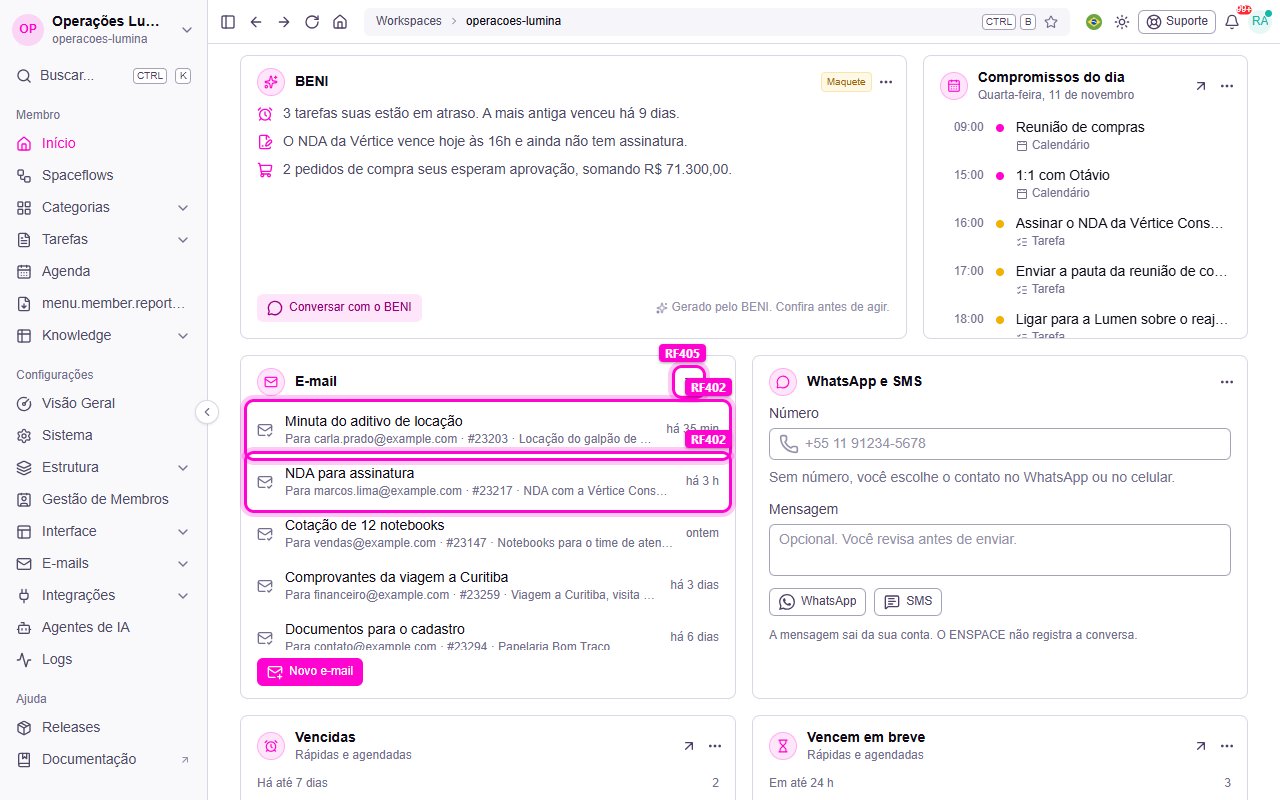 OP
Operações Lu...
operacoes-lumina
Buscar...
CTRL
K
Membro
Início
Spaceflows
Categorias
Tarefas
Agenda
menu.member.report...
Knowledge
Configurações
Visão Geral
Sistema
Estrutura
Gestão de Membros
Interface
E-mails
Integrações
Agentes de IA
Logs
Ajuda
Releases
Documentação
Workspaces
operacoes-lumina
CTRL
B
Suporte
99+
RA
BENI
Maquete
3 tarefas suas estão em atraso. A mais antiga venceu há 9 dias.
O NDA da Vértice vence hoje às 16h e ainda não tem assinatura.
2 pedidos de compra seus esperam aprovação, somando R$ 71.300,00.
Conversar com o BENI
Gerado pelo BENI. Confira antes de agir.
Compromissos do dia
Quarta-feira, 11 de novembro
09:00
Reunião de compras
Calendário
15:00
1:1 com Otávio
Calendário
16:00
Assinar o NDA da Vértice Cons...
Tarefa
17:00
Enviar a pauta da reunião de co...
Tarefa
18:00
Ligar para a Lumen sobre o reaj...
Tarefa
E-mail
RF405
RF402
Minuta do aditivo de locação
Para carla.prado@example.com · #23203 · Locação do galpão de ...
há 35 min
RF402
NDA para assinatura
Para marcos.lima@example.com · #23217 · NDA com a Vértice Cons...
há 3 h
Cotação de 12 notebooks
Para vendas@example.com · #23147 · Notebooks para o time de aten...
ontem
Comprovantes da viagem a Curitiba
Para financeiro@example.com · #23259 · Viagem a Curitiba, visita ...
há 3 dias
Documentos para o cadastro
Para contato@example.com · #23294 · Papelaria Bom Traço
há 6 dias
Novo e-mail
WhatsApp e SMS
Número
+55 11 91234-5678
Sem número, você escolhe o contato no WhatsApp ou no celular.
Mensagem
Opcional. Você revisa antes de enviar.
WhatsApp
SMS
A mensagem sai da sua conta. O ENSPACE não registra a conversa.
Vencidas
Rápidas e agendadas
Há até 7 dias
2
Vencem em breve
Rápidas e agendadas
Em até 24 h
3